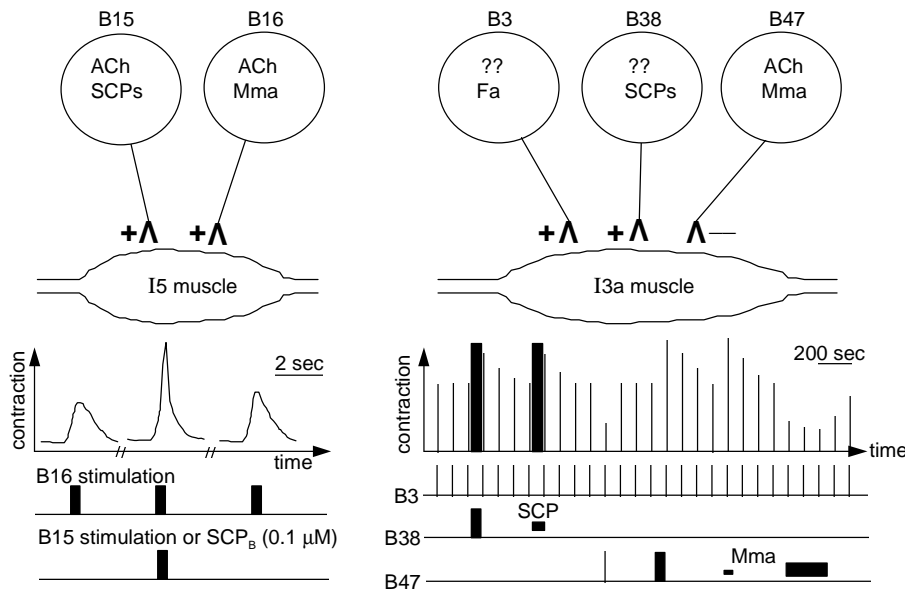 B15 B16 B3 B38 B47
ACh ACh ?? ?? ACh
SCPs Mma Fa SCPs Mma
+Λ +Λ +Λ +Λ Λ—
I5 muscle I3a muscle
contraction 2 sec contraction 200 sec
time time
B16 stimulation B3
SCP
B15 stimulation or SCP_B (0.1 µM) B38
Mma
B47